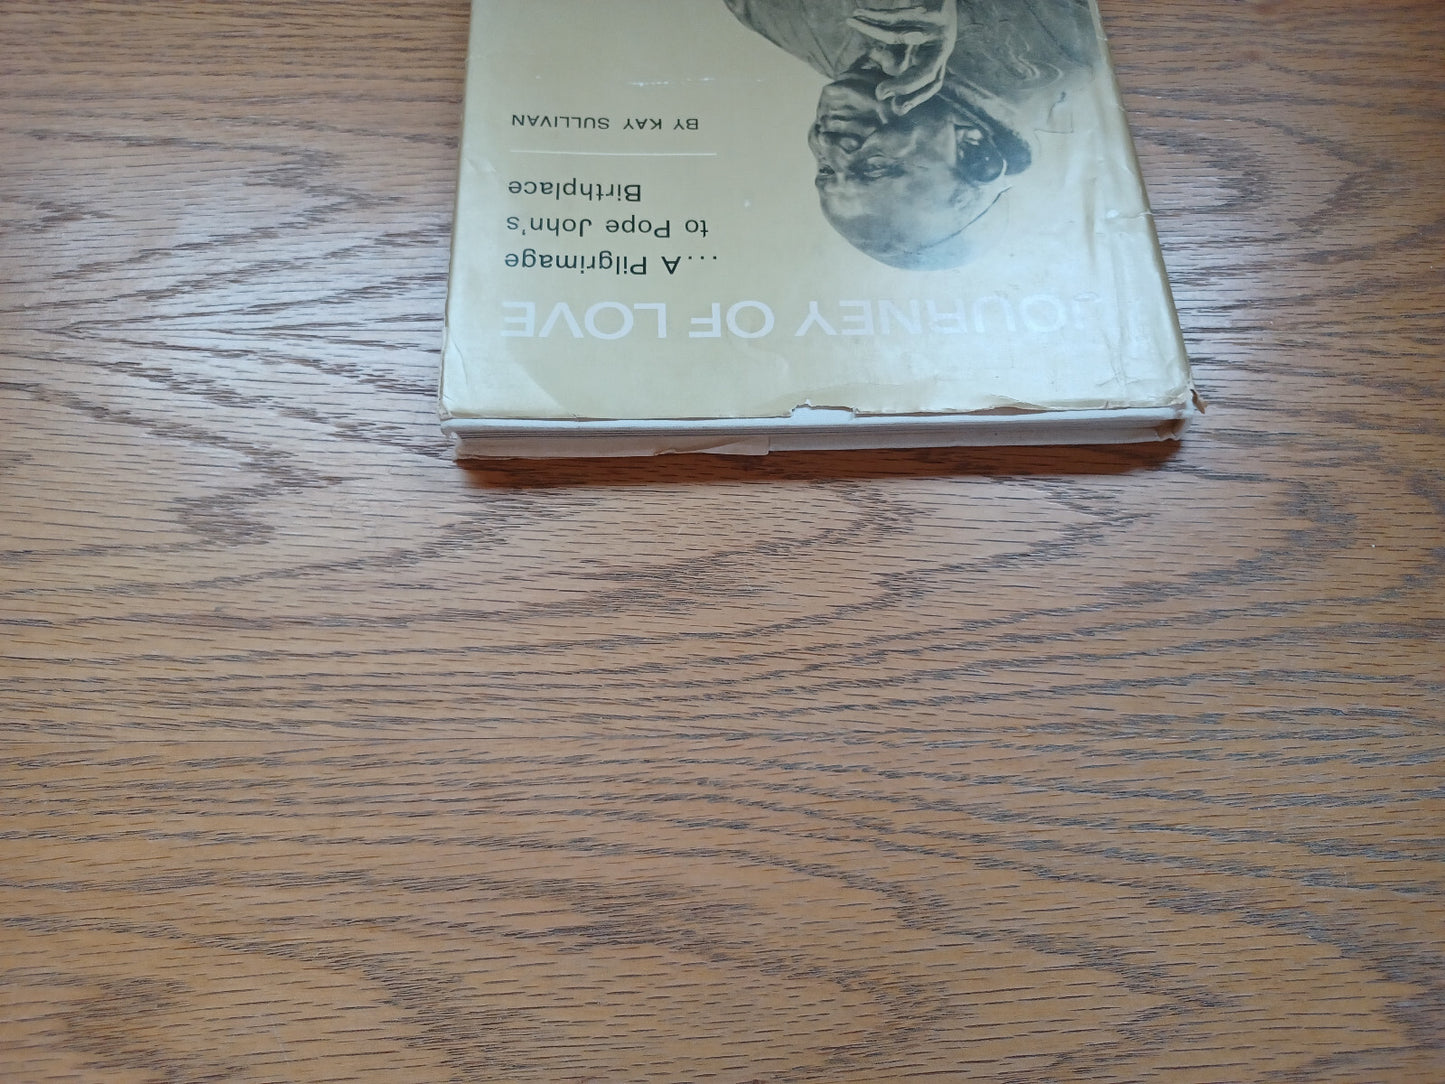 JOURNEY OF LOVE
...A Pilgrimage
to Pope John's
Birthplace
BY KAY SULLIVAN